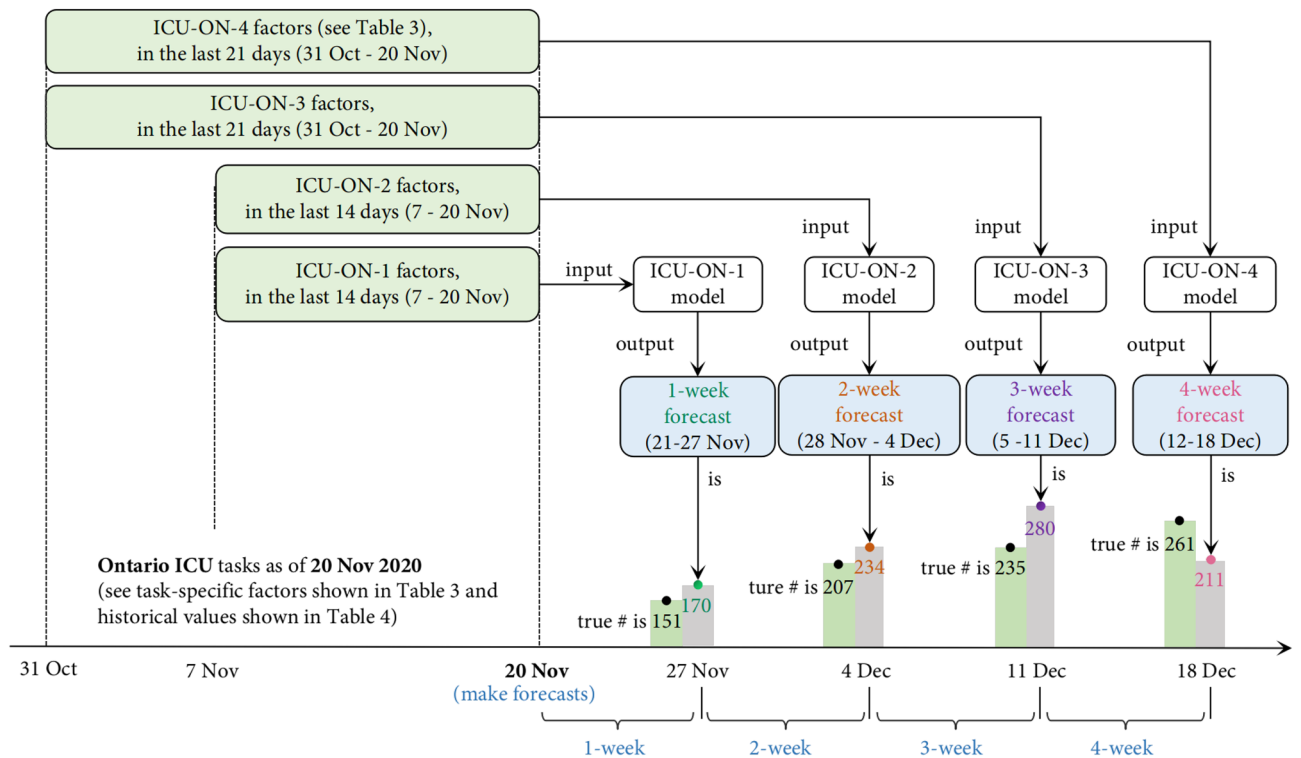 ICU-ON-4 factors (see Table 3),
in the last 21 days (31 Oct - 20 Nov)
ICU-ON-3 factors,
in the last 21 days (31 Oct - 20 Nov)
ICU-ON-2 factors,
in the last 14 days (7 - 20 Nov)
ICU-ON-1 factors,
in the last 14 days (7 - 20 Nov)
input
input
input
input
ICU-ON-1
model
ICU-ON-2
model
ICU-ON-3
model
ICU-ON-4
model
output
output
output
output
1-week
forecast
(21-27 Nov)
2-week
forecast
(28 Nov - 4 Dec)
3-week
forecast
(5 -11 Dec)
4-week
forecast
(12-18 Dec)
is
is
is
is
true # is 151
170
ture # is 207
234
true # is 235
280
true # is 261
211
Ontario ICU tasks as of 20 Nov 2020
(see task-specific factors shown in Table 3 and
historical values shown in Table 4)
31 Oct
7 Nov
20 Nov
(make forecasts)
27 Nov
4 Dec
11 Dec
18 Dec
1-week
2-week
3-week
4-week